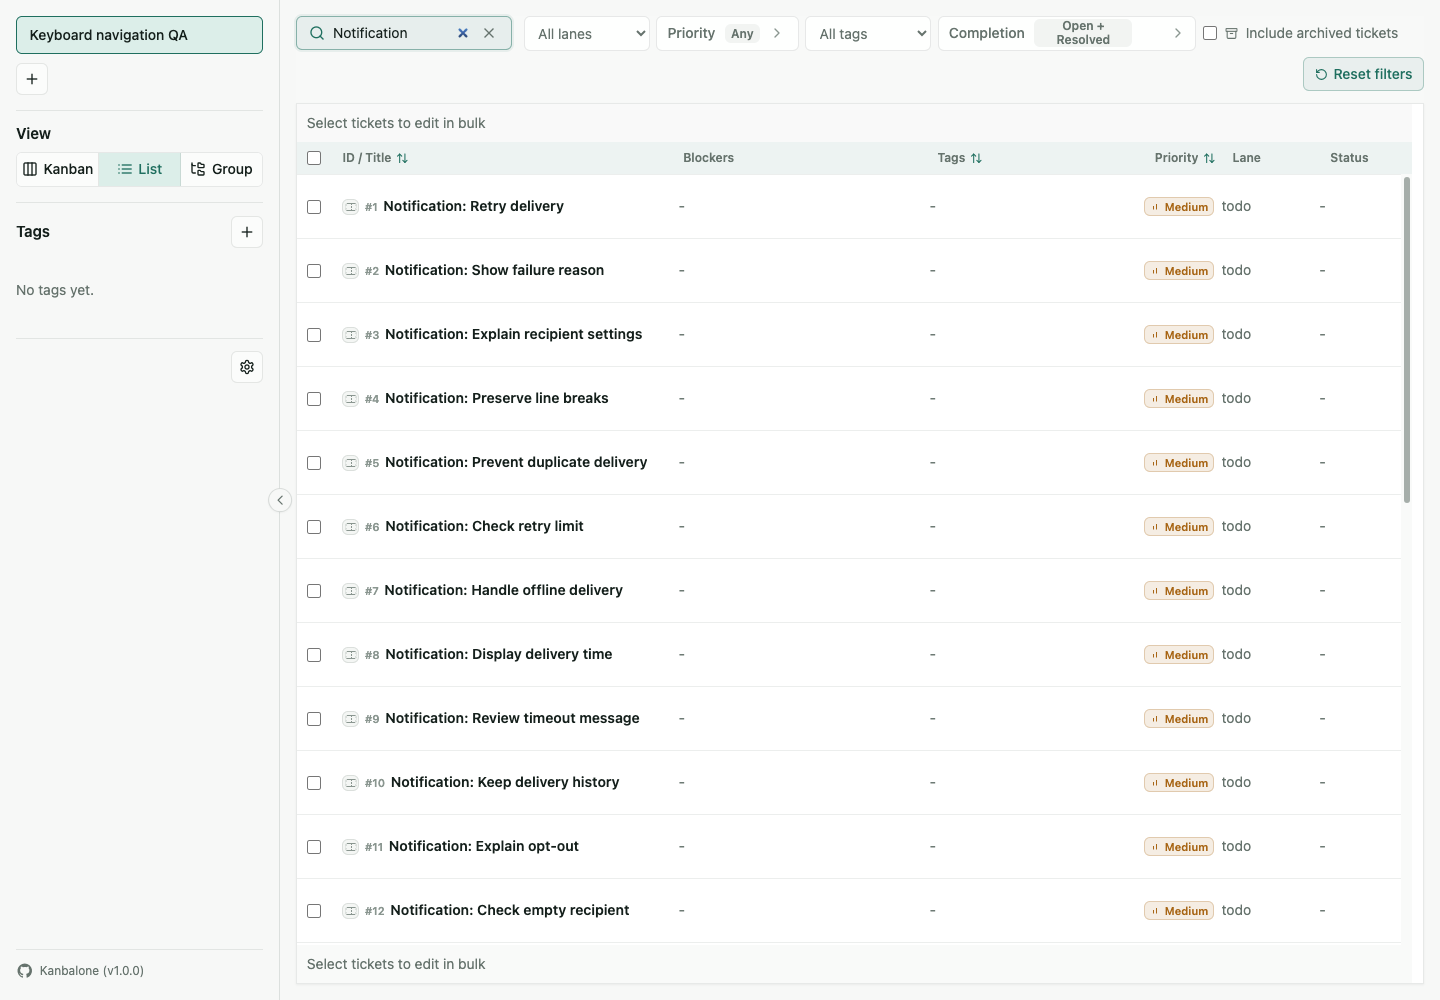 Keyboard navigation QA
Notification
All lanes
Priority Any
All tags
Completion Open + Resolved
Include archived tickets
Reset filters
View
Kanban
List
Group
Tags
No tags yet.
Kanbalone (v1.0.0)
Select tickets to edit in bulk
ID / Title Blockers Tags Priority Lane Status
#1 Notification: Retry delivery - - Medium todo -
#2 Notification: Show failure reason - - Medium todo -
#3 Notification: Explain recipient settings - - Medium todo -
#4 Notification: Preserve line breaks - - Medium todo -
#5 Notification: Prevent duplicate delivery - - Medium todo -
#6 Notification: Check retry limit - - Medium todo -
#7 Notification: Handle offline delivery - - Medium todo -
#8 Notification: Display delivery time - - Medium todo -
#9 Notification: Review timeout message - - Medium todo -
#10 Notification: Keep delivery history - - Medium todo -
#11 Notification: Explain opt-out - - Medium todo -
#12 Notification: Check empty recipient - - Medium todo -
Select tickets to edit in bulk